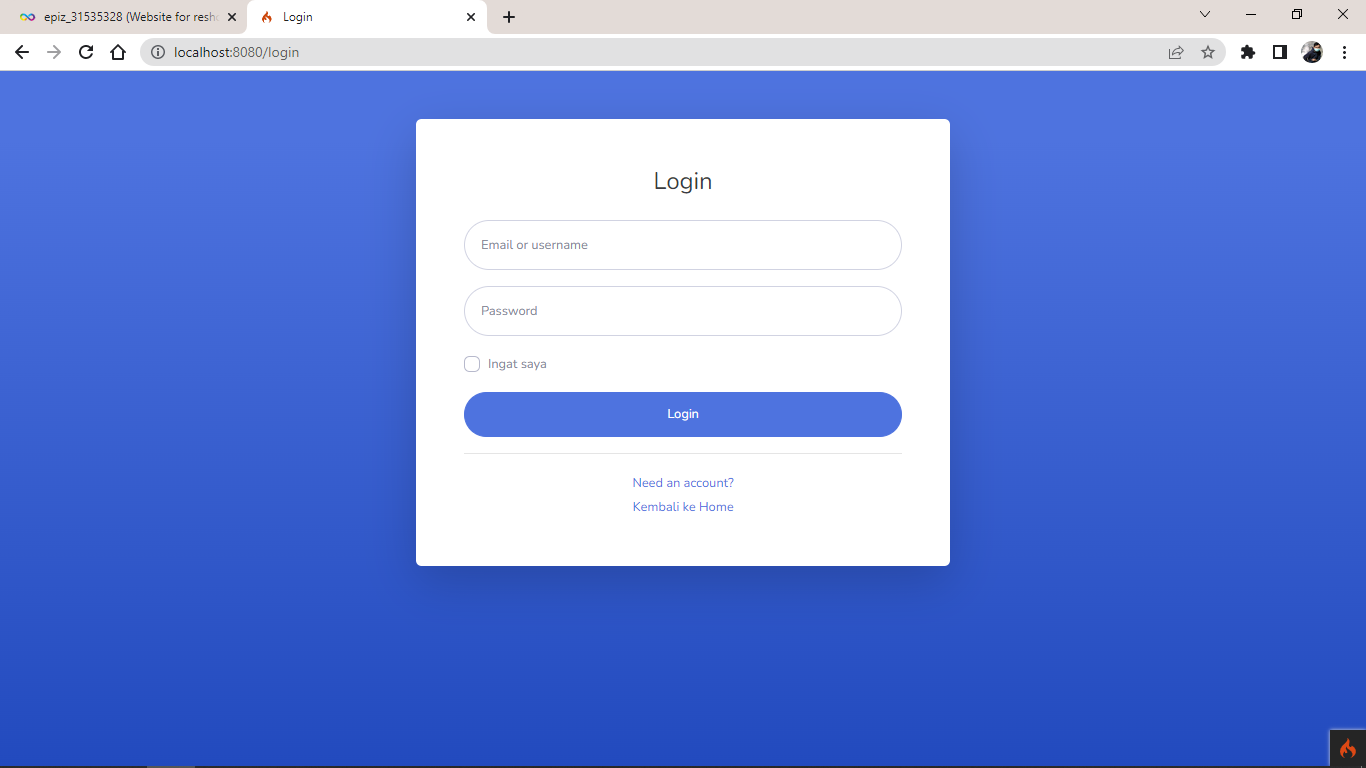 epiz_31535328 (Website for resh
Login
localhost:8080/login
Login
Email or username
Password
Ingat saya
Login
Need an account?
Kembali ke Home